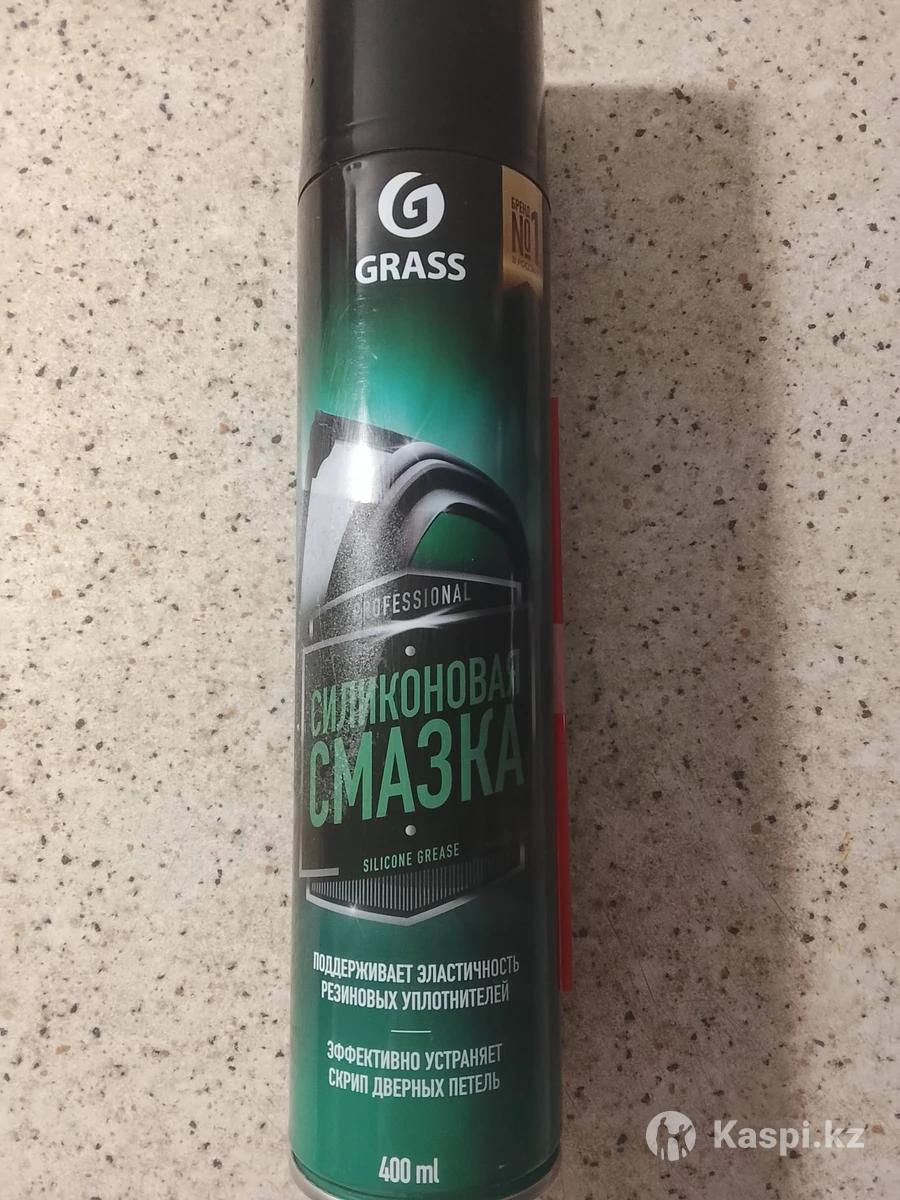 G
GRASS
БРЕНД
№1
В РОССИИ
PROFESSIONAL
СИЛИКОНОВАЯ
СМАЗКА
SILICONE GREASE
ПОДДЕРЖИВАЕТ ЭЛАСТИЧНОСТЬ
РЕЗИНОВЫХ УПЛОТНИТЕЛЕЙ
ЭФФЕКТИВНО УСТРАНЯЕТ
СКРИП ДВЕРНЫХ ПЕТЕЛЬ
400 ml
Kaspi.kz